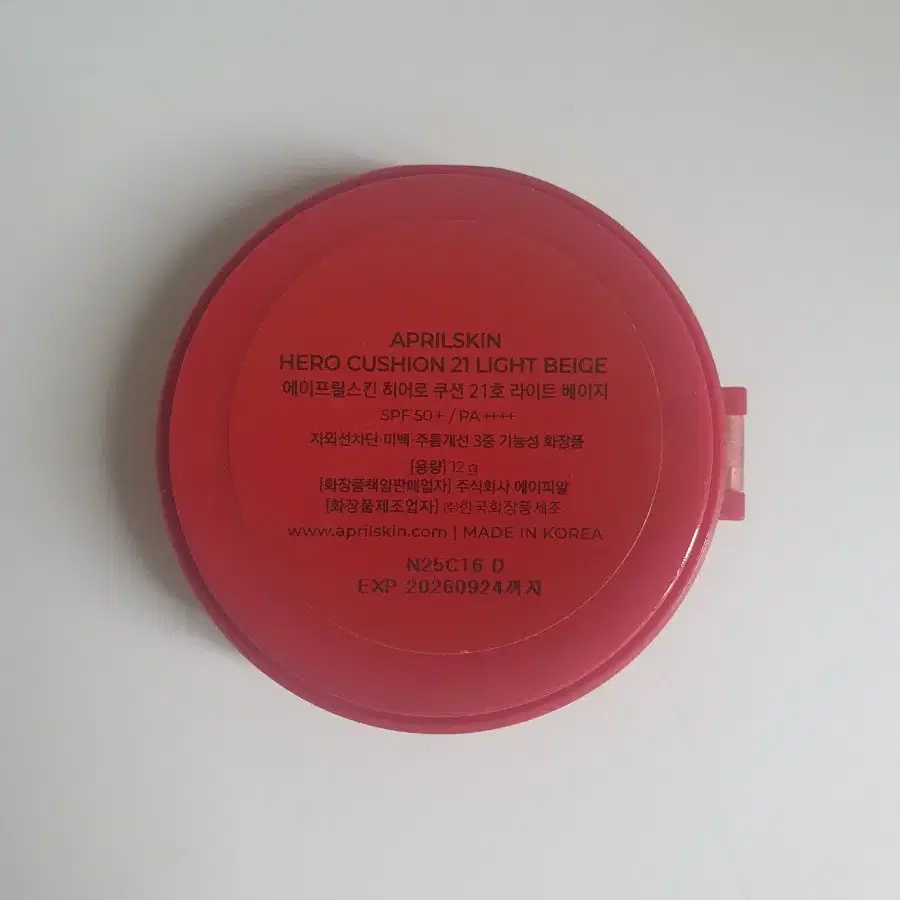 APRILSKIN
HERO CUSHION 21 LIGHT BEIGE
에이프릴스킨 히어로 쿠션 21호 라이트 베이지
SPF 50+ / PA ++++
자외선차단·미백·주름개선 3중 기능성 화장품
[용량] 12 g
[화장품책임판매업자] 주식회사 에이피알
[화장품제조업자] ㈜한국화장품제조
www.aprilskin.com | MADE IN KOREA
N25C16 D
EXP 20260924까지